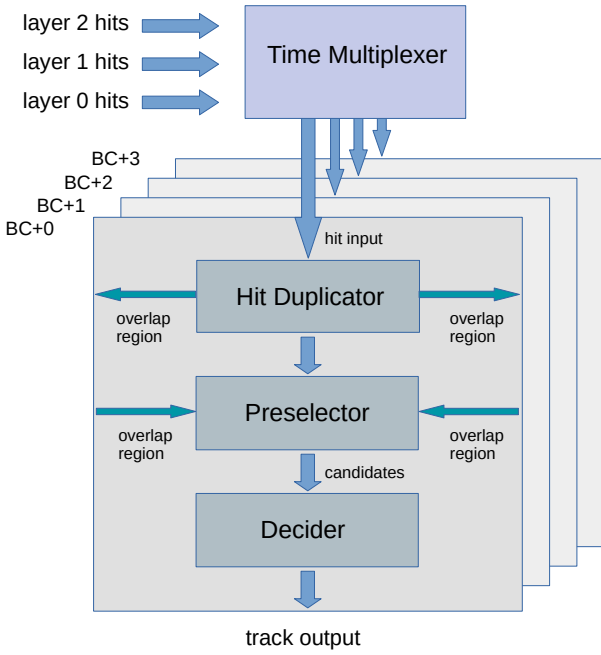 layer 2 hits
layer 1 hits
layer 0 hits
Time Multiplexer
BC+3
BC+2
BC+1
BC+0
hit input
Hit Duplicator
overlap
region
overlap
region
Preselector
overlap
region
overlap
region
candidates
Decider
track output